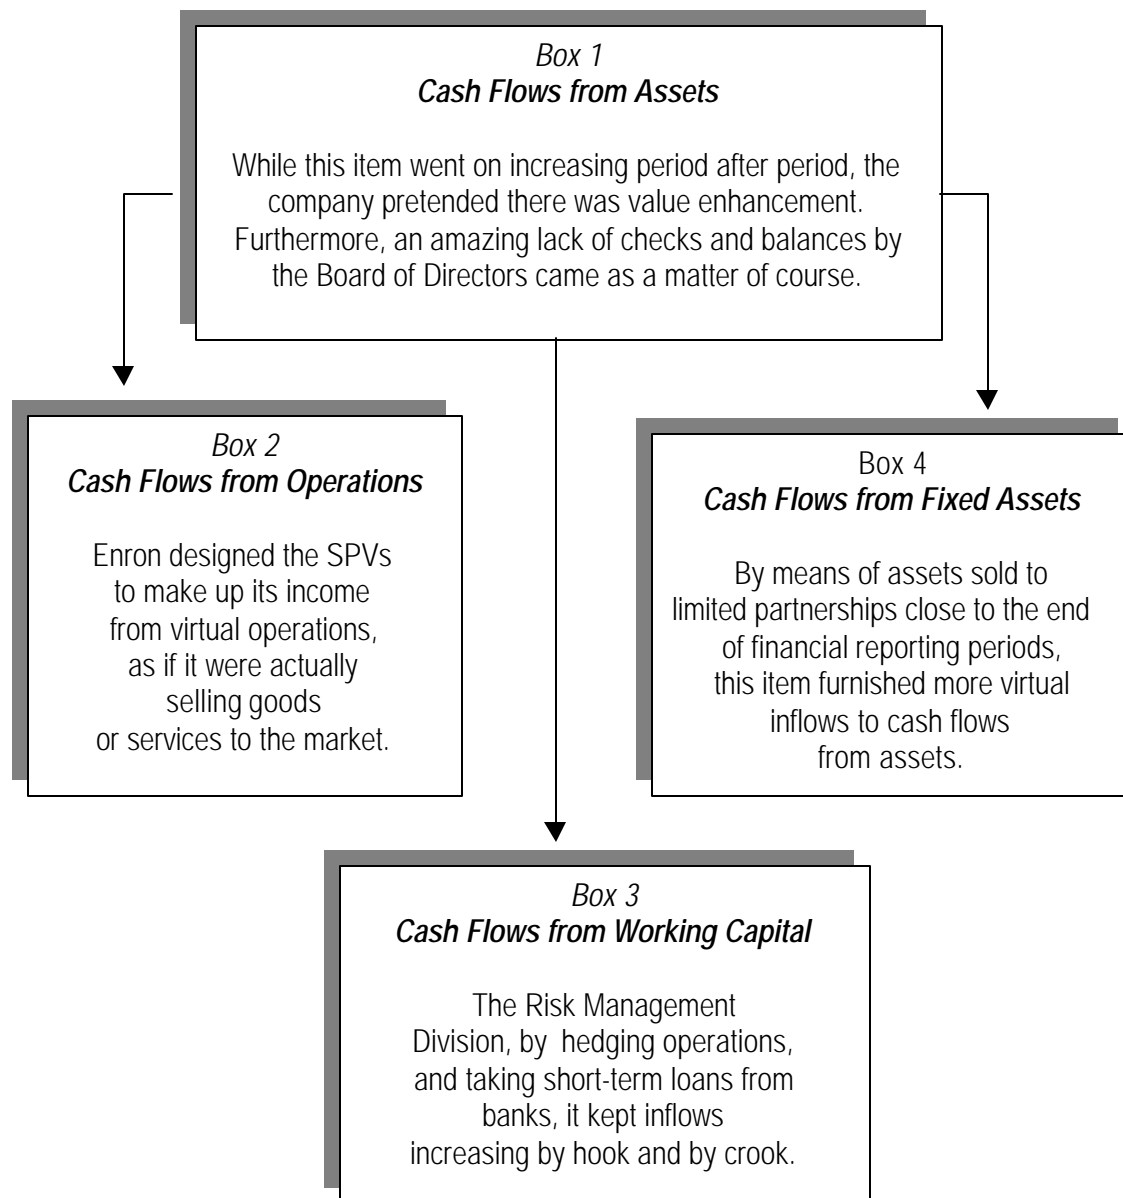 Box 1
Cash Flows from Assets
While this item went on increasing period after period, the
company pretended there was value enhancement.
Furthermore, an amazing lack of checks and balances by
the Board of Directors came as a matter of course.
Box 2
Cash Flows from Operations
Enron designed the SPVs
to make up its income
from virtual operations,
as if it were actually
selling goods
or services to the market.
Box 4
Cash Flows from Fixed Assets
By means of assets sold to
limited partnerships close to the end
of financial reporting periods,
this item furnished more virtual
inflows to cash flows
from assets.
Box 3
Cash Flows from Working Capital
The Risk Management
Division, by hedging operations,
and taking short-term loans from
banks, it kept inflows
increasing by hook and by crook.